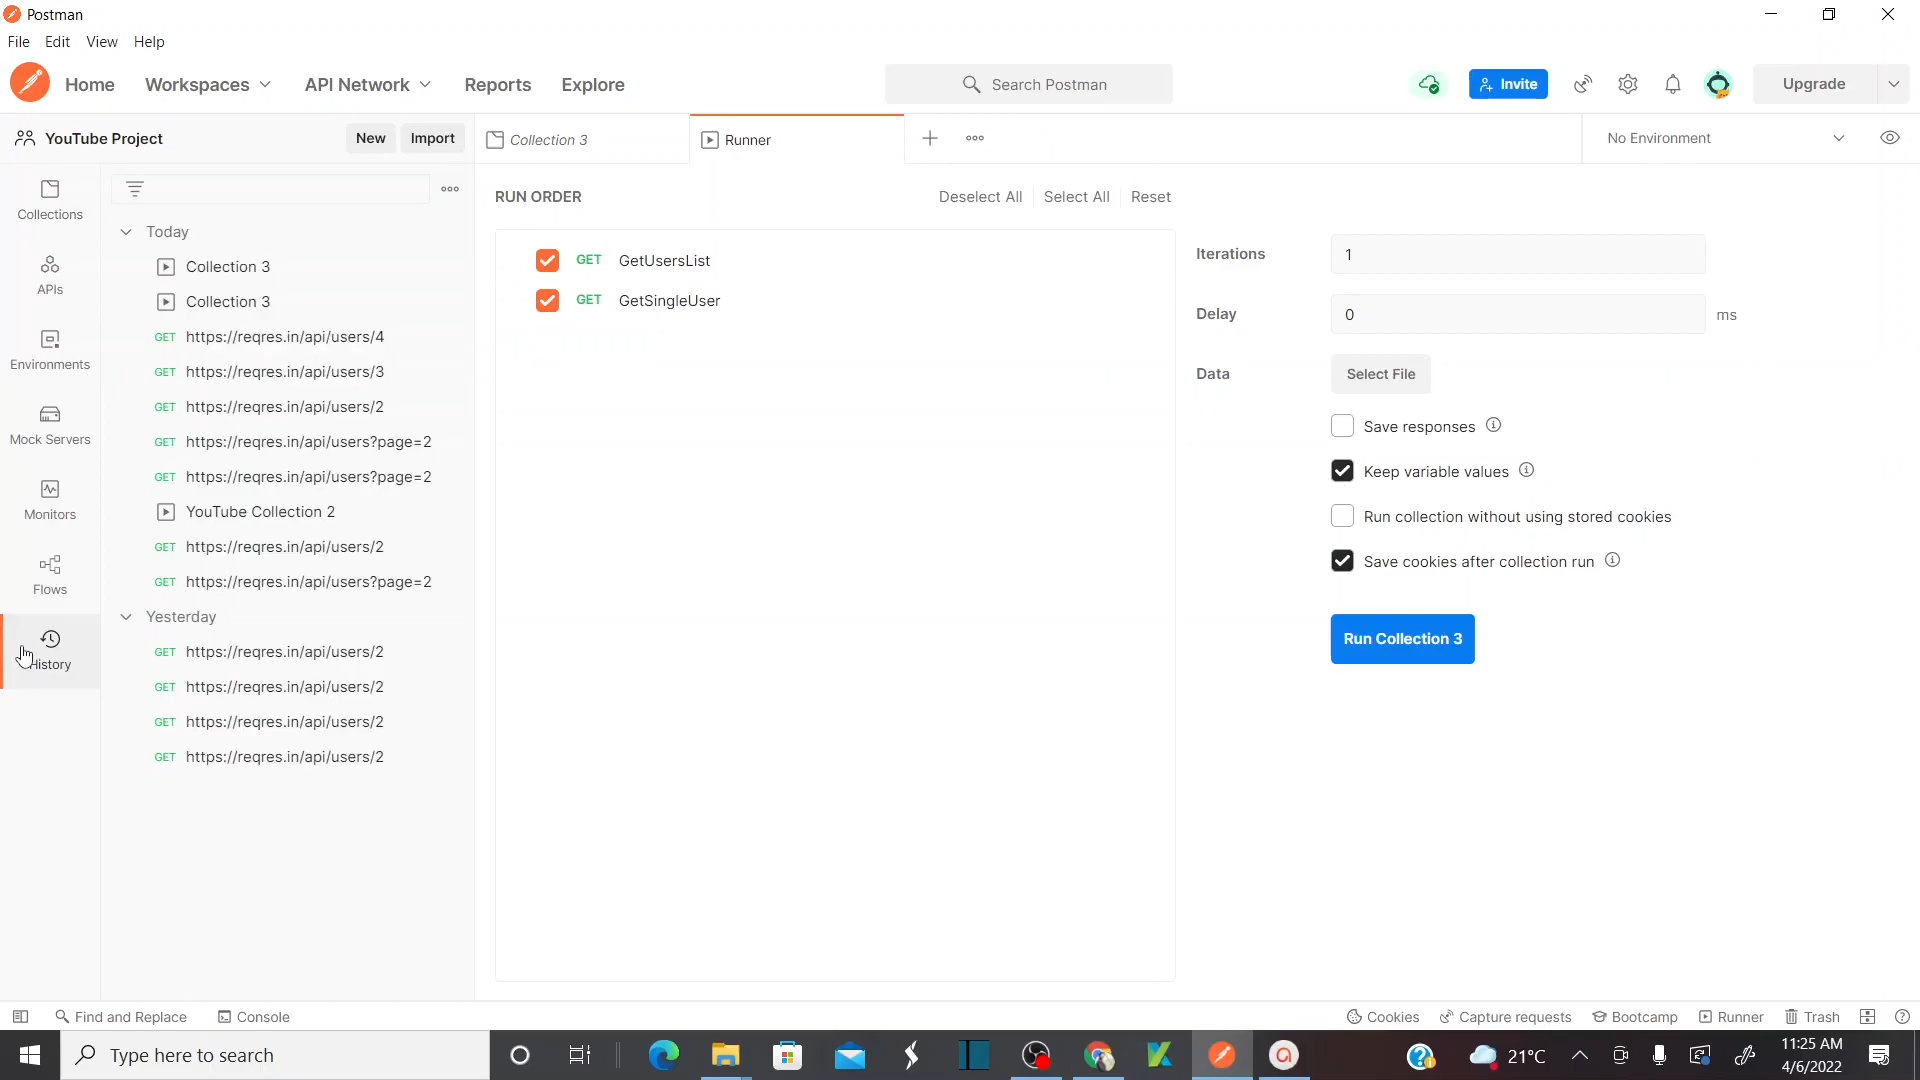 Postman
File Edit View Help
Home Workspaces API Network Reports Explore Search Postman Invite Upgrade
YouTube Project New Import Collection 3 Runner No Environment
Collections
APIs
Environments
Mock Servers
Monitors
Flows
History
Today
Collection 3
Collection 3
GET https://reqres.in/api/users/4
GET https://reqres.in/api/users/3
GET https://reqres.in/api/users/2
GET https://reqres.in/api/users?page=2
GET https://reqres.in/api/users?page=2
YouTube Collection 2
GET https://reqres.in/api/users/2
GET https://reqres.in/api/users?page=2
Yesterday
GET https://reqres.in/api/users/2
GET https://reqres.in/api/users/2
GET https://reqres.in/api/users/2
GET https://reqres.in/api/users/2
RUN ORDER Deselect All Select All Reset
GET GetUsersList
GET GetSingleUser
Iterations 1
Delay 0 ms
Data Select File
Save responses
Keep variable values
Run collection without using stored cookies
Save cookies after collection run
Run Collection 3
Find and Replace Console Cookies Capture requests Bootcamp Runner Trash
Type here to search 21°C 11:25 AM
4/6/2022